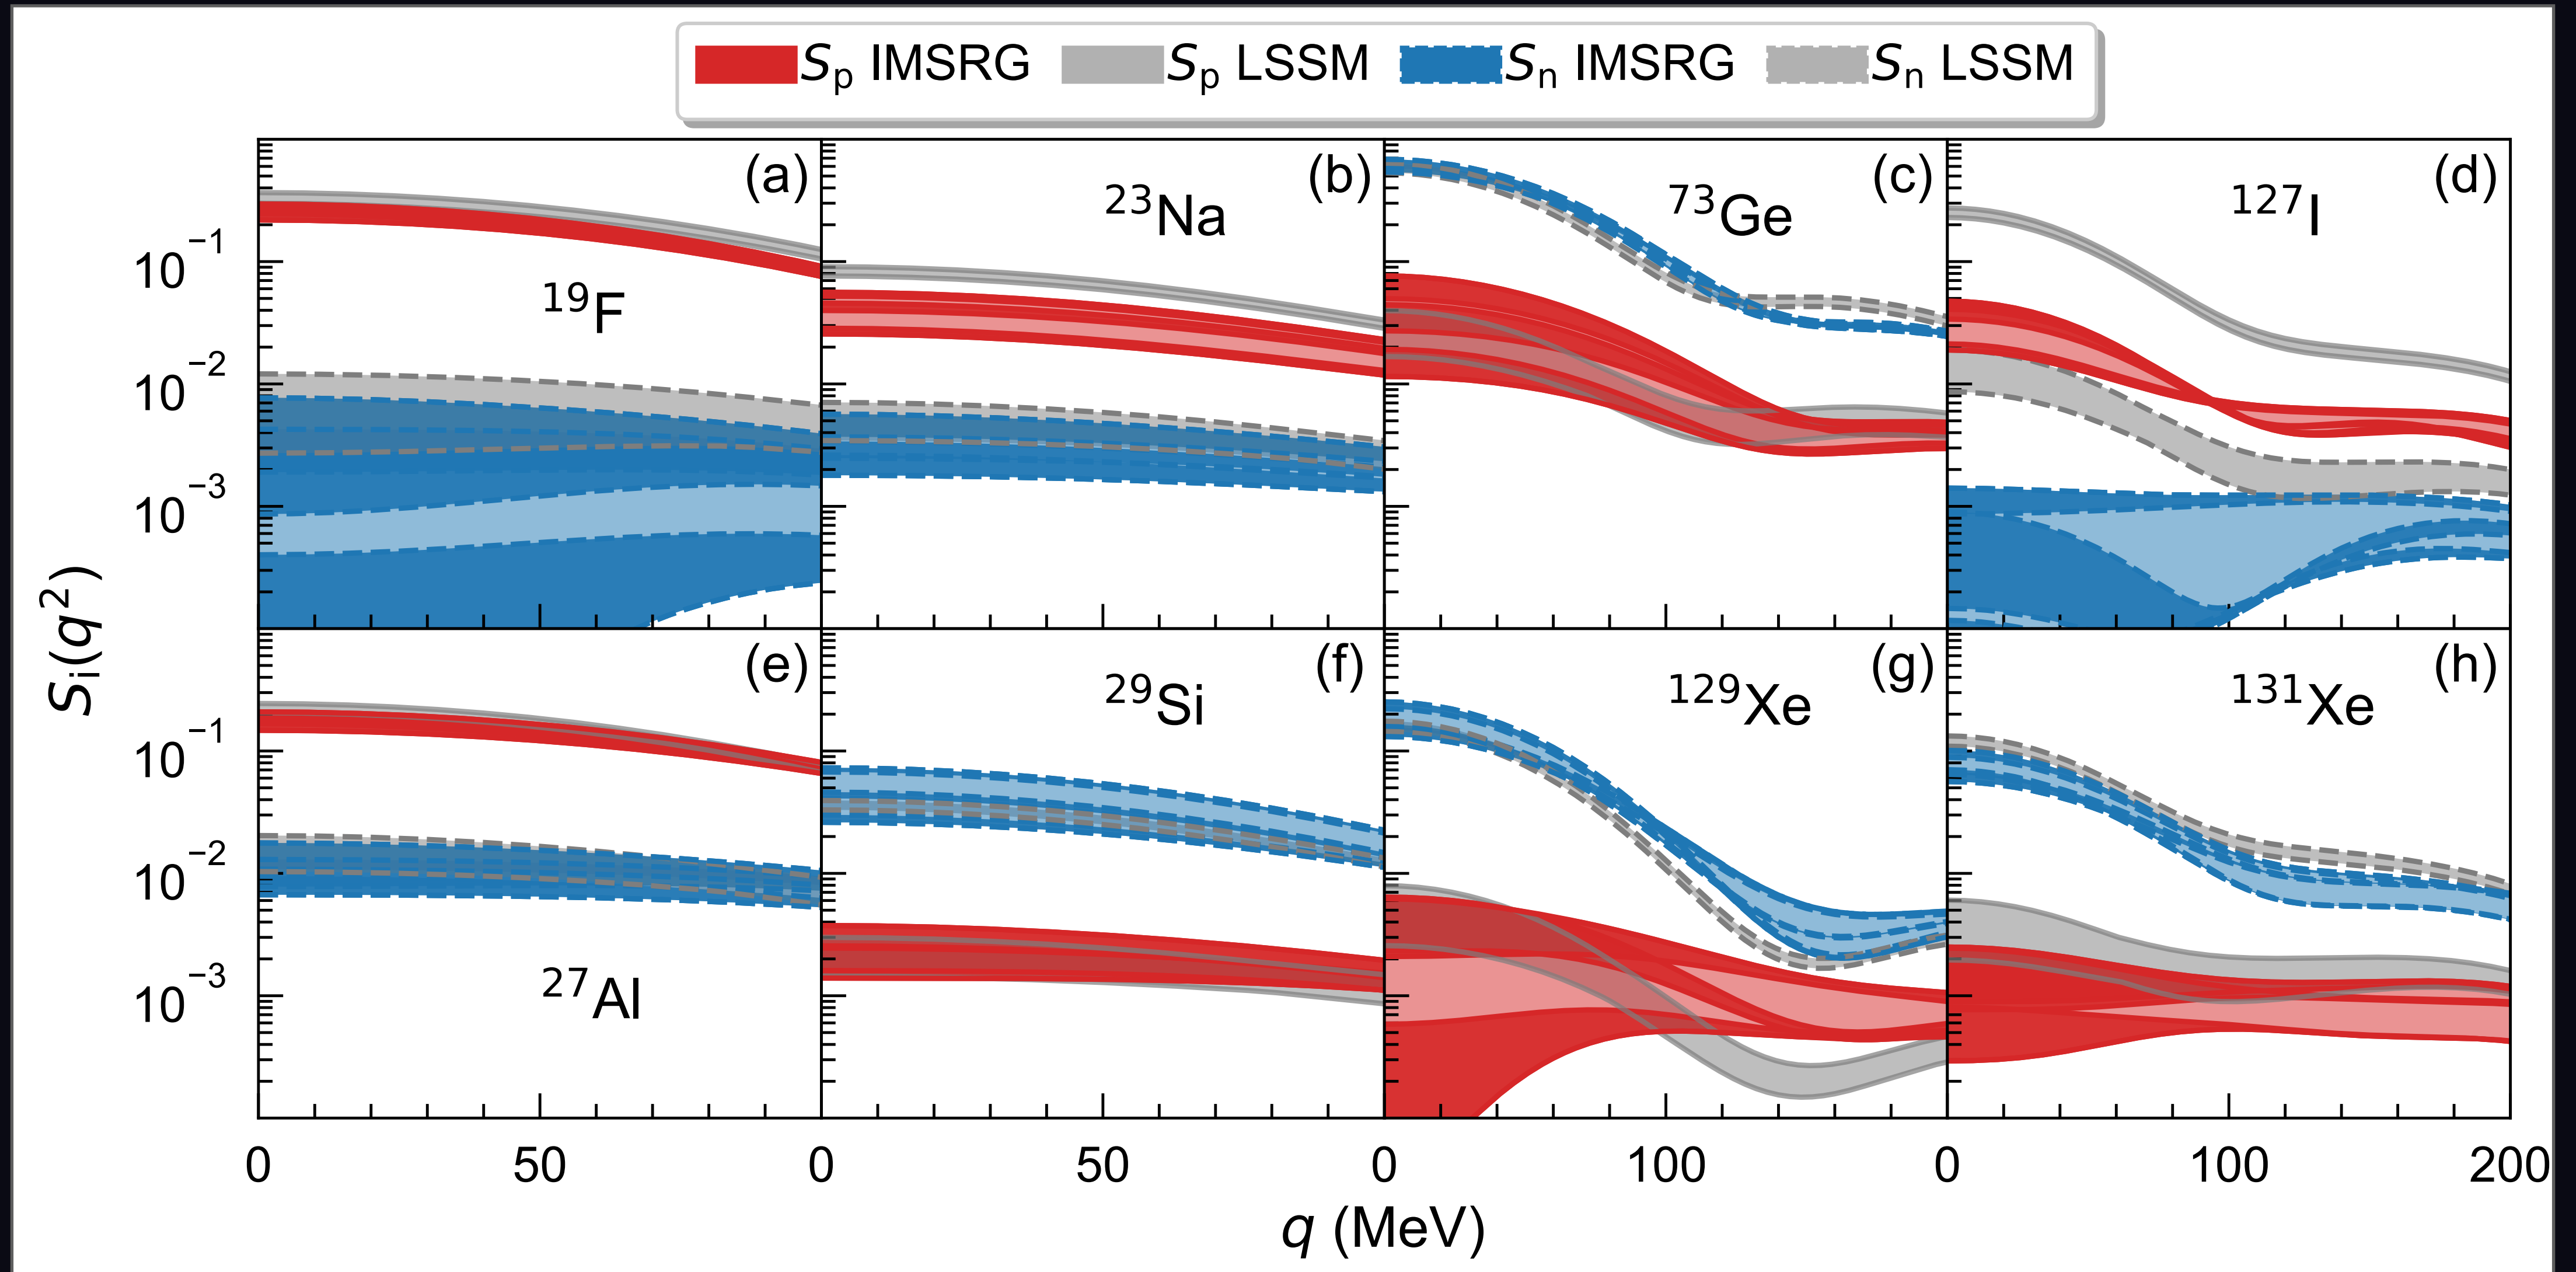 Sp IMSRG Sp LSSM Sn IMSRG Sn LSSM
(a) (b) (c) (d)
19F 23Na 73Ge 127I
10−1
10−2
10−3
Si(q2)
(e) (f) (g) (h)
27Al 29Si 129Xe 131Xe
10−1
10−2
10−3
0 50 0 50 0 100 0 100 200
q (MeV)